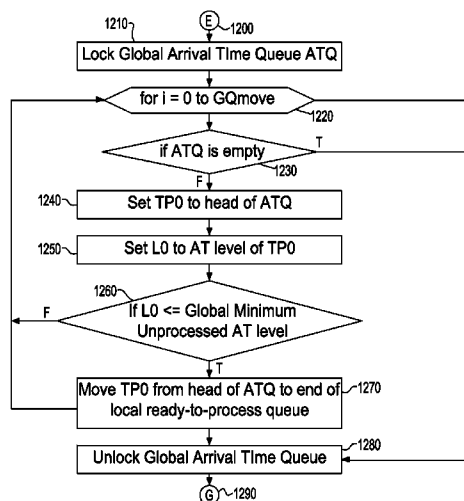 E
1200
1210
Lock Global Arrival TIme Queue ATQ
for i = 0 to GQmove
1220
if ATQ is empty
T
1230
F
1240
Set TP0 to head of ATQ
1250
Set L0 to AT level of TP0
1260
If L0 <= Global Minimum
Unprocessed AT level
F
T
Move TP0 from head of ATQ to end of
local ready-to-process queue
1270
1280
Unlock Global Arrival TIme Queue
G
1290